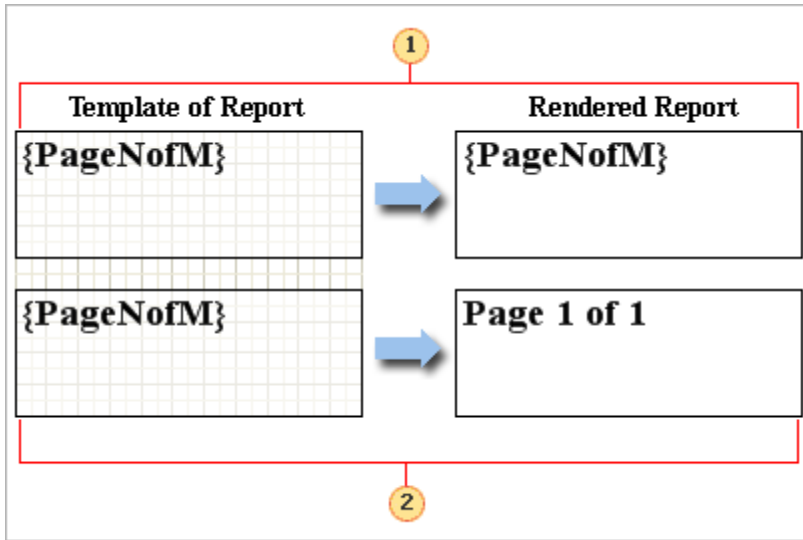 1
Template of Report Rendered Report
{PageNofM} {PageNofM}
{PageNofM} Page 1 of 1
2